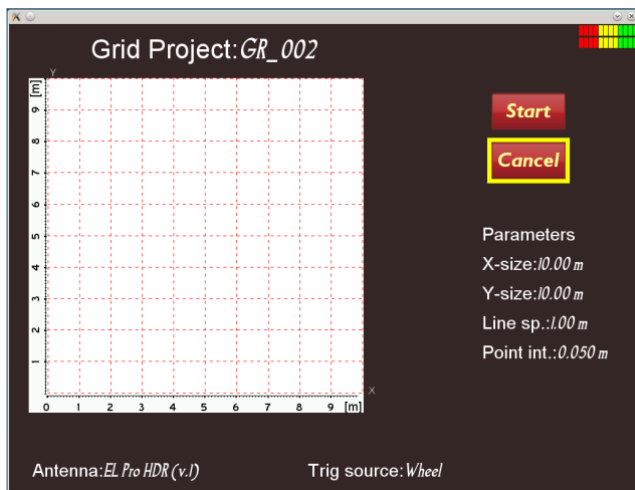 Grid Project:GR_002
Y
[m]
9
8
7
6
5
4
3
2
1
X
0 1 2 3 4 5 6 7 8 9 [m]
Start
Cancel
Parameters
X-size:10.00 m
Y-size:10.00 m
Line sp.:1.00 m
Point int.:0.050 m
Antenna:EL Pro HDR (v.1)
Trig source:Wheel